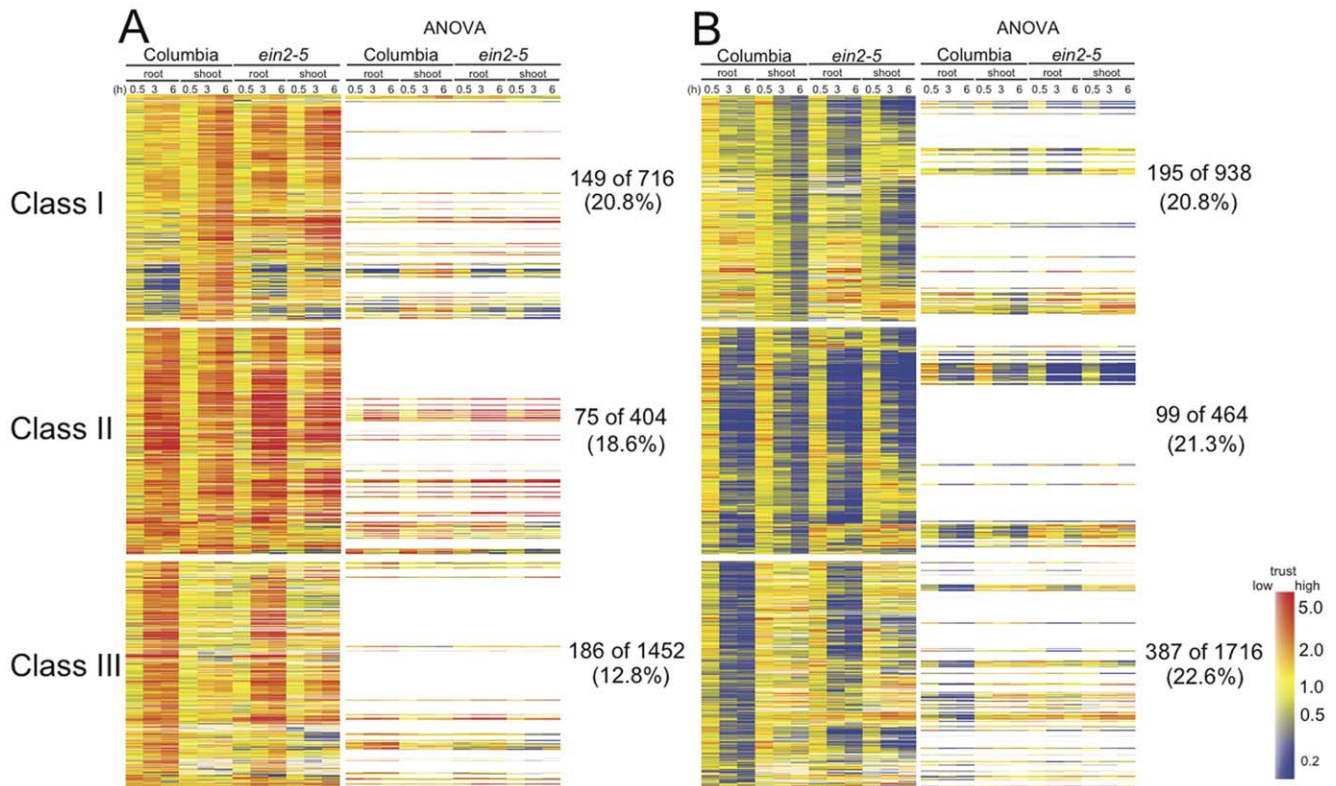 A
ANOVA
Columbia ein2-5 Columbia ein2-5
root shoot root shoot root shoot root shoot
(h) 0.5 3 6 0.5 3 6 0.5 3 6 0.5 3 6 0.5 3 6 0.5 3 6 0.5 3 6 0.5 3 6
Class I
149 of 716
(20.8%)
Class II
75 of 404
(18.6%)
Class III
186 of 1452
(12.8%)
B
ANOVA
Columbia ein2-5 Columbia ein2-5
root shoot root shoot root shoot root shoot
(h) 0.5 3 6 0.5 3 6 0.5 3 6 0.5 3 6 0.5 3 6 0.5 3 6 0.5 3 6 0.5 3 6
195 of 938
(20.8%)
99 of 464
(21.3%)
387 of 1716
(22.6%)
trust
low high
5.0
2.0
1.0
0.5
0.2